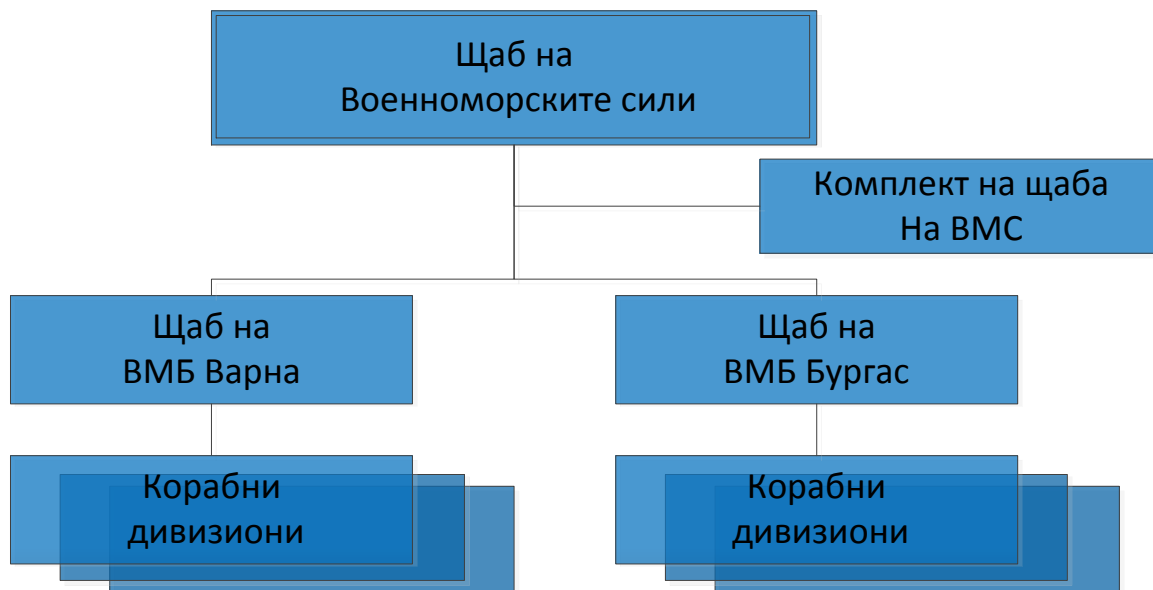 Щаб на
Военноморските сили
Комплект на щаба
На ВМС
Щаб на
ВМБ Варна
Щаб на
ВМБ Бургас
Корабни
дивизиони
Корабни
дивизиони